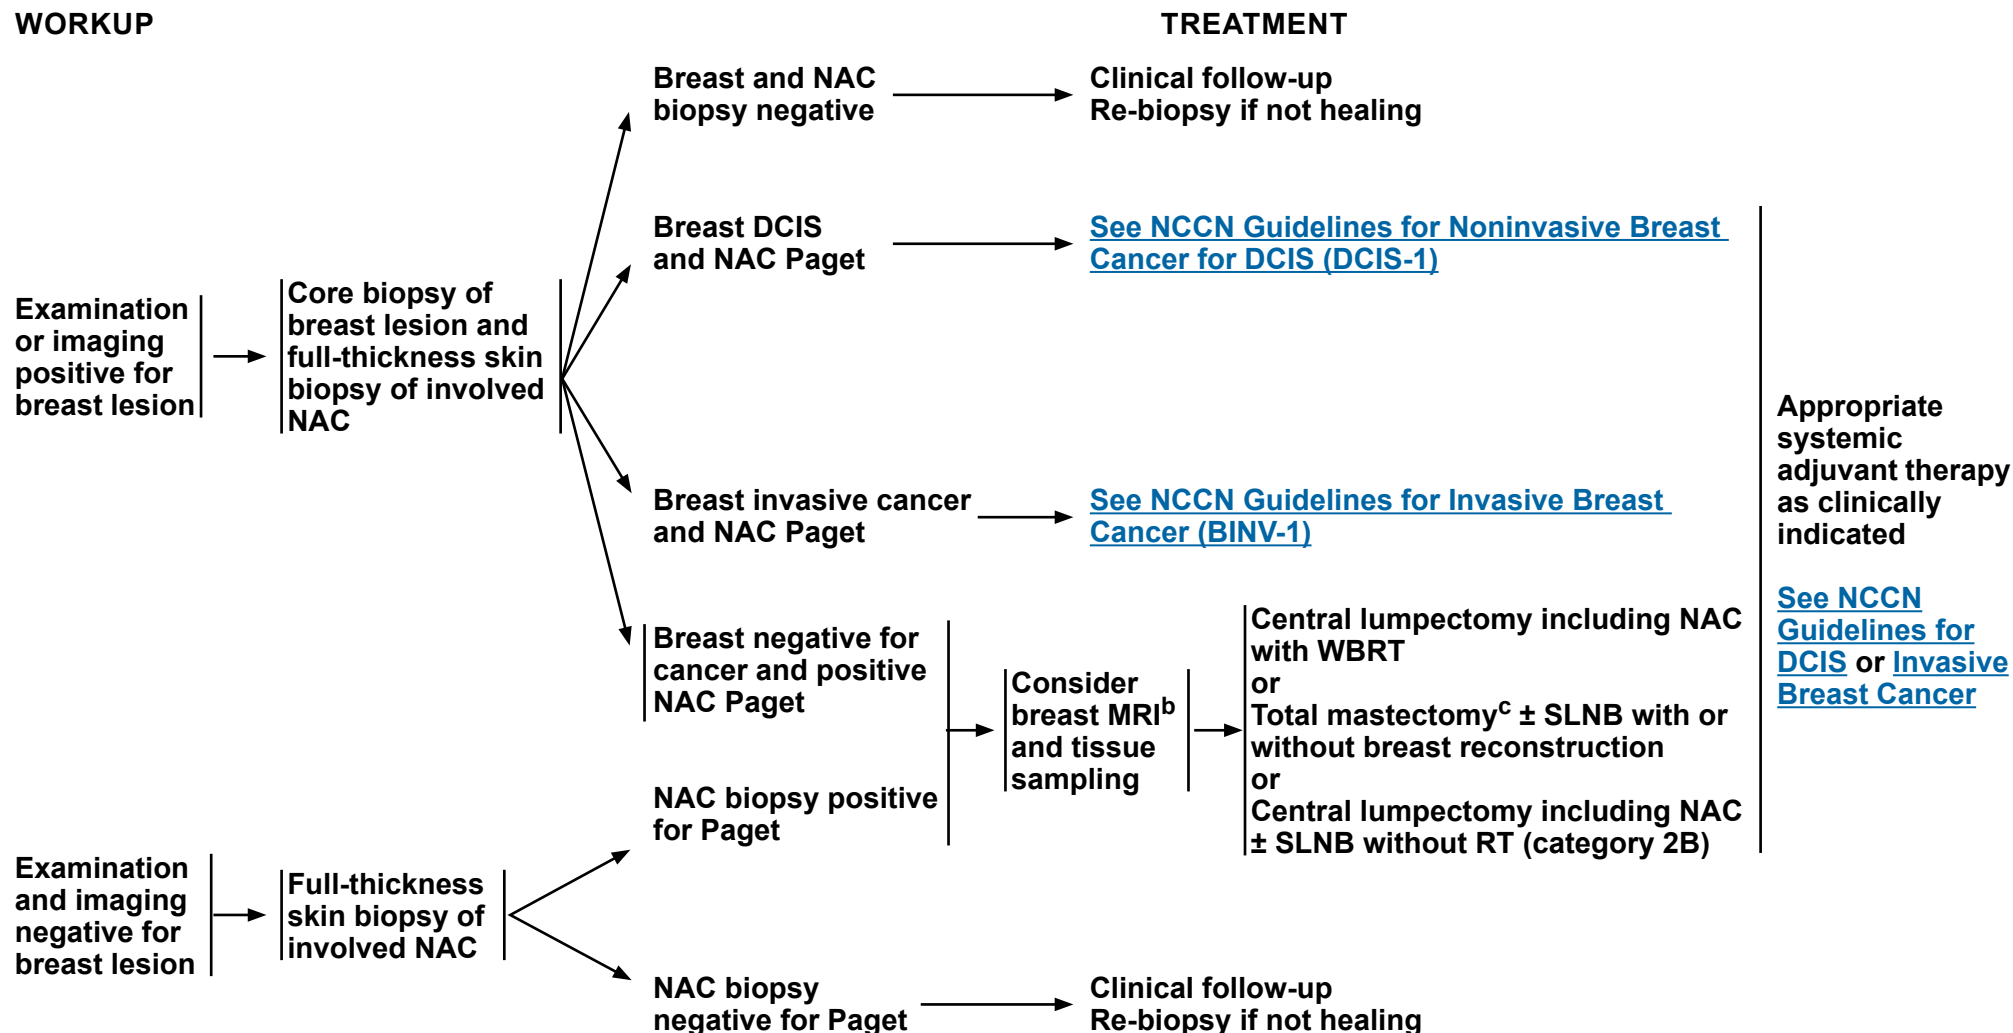 WORKUP
TREATMENT
Breast and NAC
biopsy negative
Clinical follow-up
Re-biopsy if not healing
Breast DCIS
and NAC Paget
See NCCN Guidelines for Noninvasive Breast
Cancer for DCIS (DCIS-1)
Examination
or imaging
positive for
breast lesion
Core biopsy of
breast lesion and
full-thickness skin
biopsy of involved
NAC
Breast invasive cancer
and NAC Paget
See NCCN Guidelines for Invasive Breast
Cancer (BINV-1)
Breast negative for
cancer and positive
NAC Paget
NAC biopsy positive
for Paget
Consider
breast MRIb
and tissue
sampling
Central lumpectomy including NAC
with WBRT
or
Total mastectomyc ± SLNB with or
without breast reconstruction
or
Central lumpectomy including NAC
± SLNB without RT (category 2B)
Appropriate
systemic
adjuvant therapy
as clinically
indicated
See NCCN
Guidelines for
DCIS or Invasive
Breast Cancer
Examination
and imaging
negative for
breast lesion
Full-thickness
skin biopsy of
involved NAC
NAC biopsy
negative for Paget
Clinical follow-up
Re-biopsy if not healing